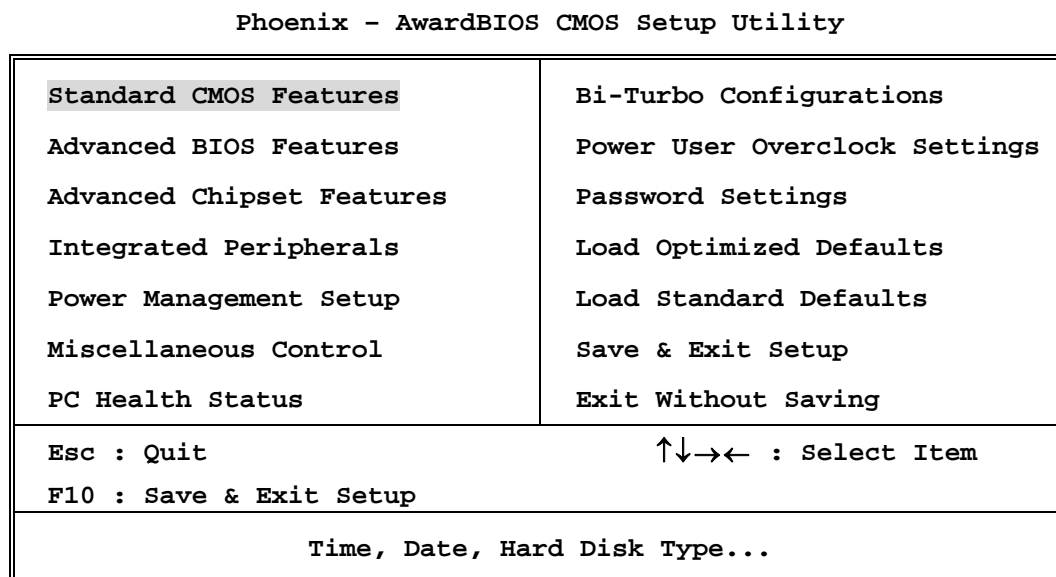 Phoenix – AwardBIOS CMOS Setup Utility
Standard CMOS Features
Advanced BIOS Features
Advanced Chipset Features
Integrated Peripherals
Power Management Setup
Miscellaneous Control
PC Health Status
Bi-Turbo Configurations
Power User Overclock Settings
Password Settings
Load Optimized Defaults
Load Standard Defaults
Save & Exit Setup
Exit Without Saving
Esc : Quit
↑↓→← : Select Item
F10 : Save & Exit Setup
Time, Date, Hard Disk Type...